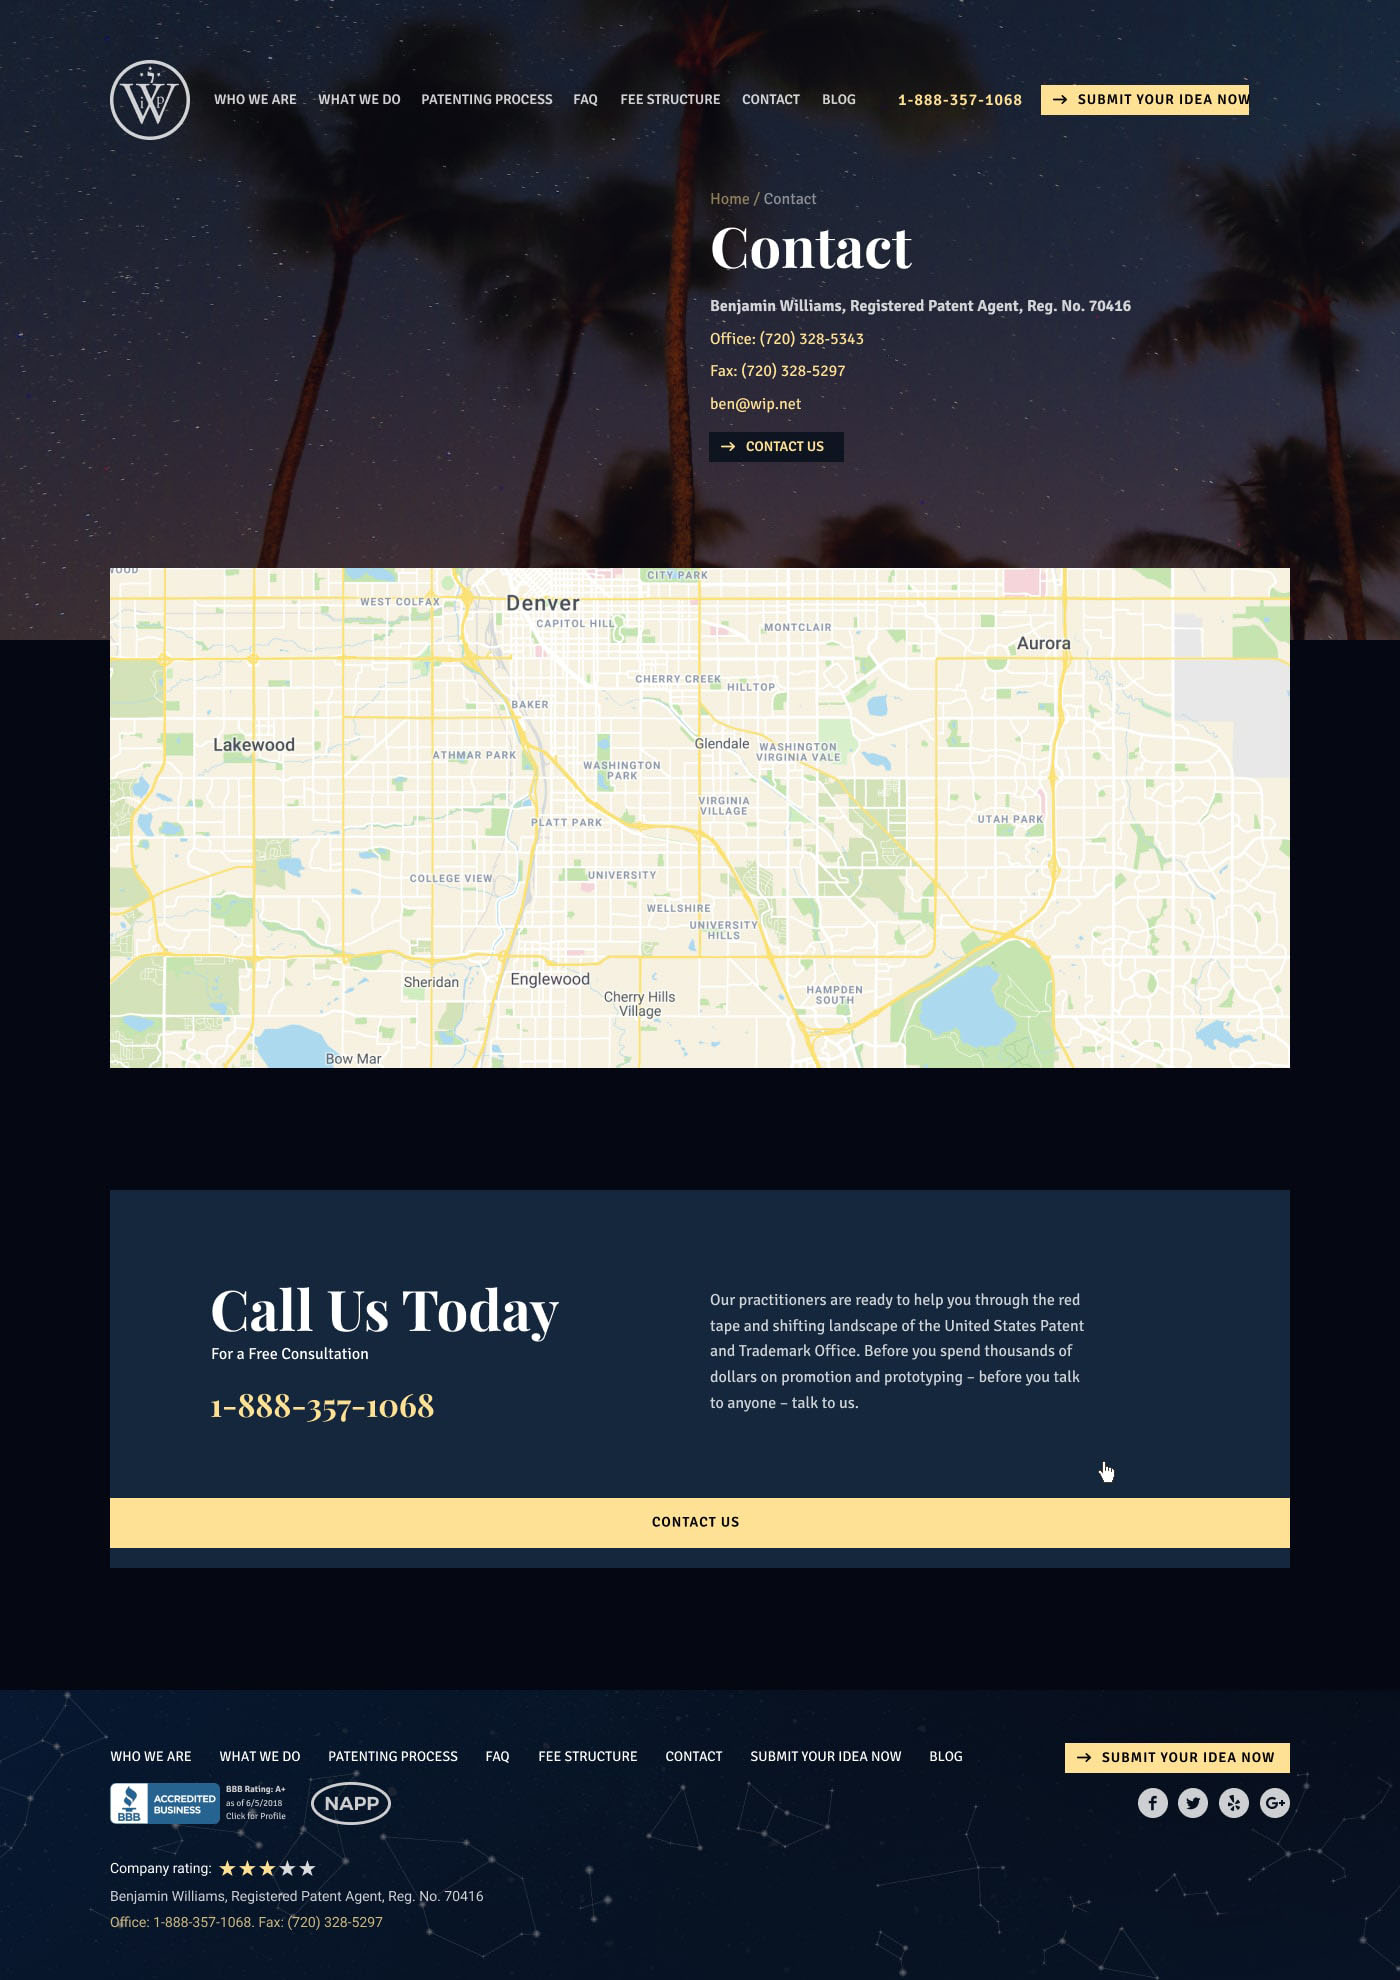 WiP
WHO WE ARE WHAT WE DO PATENTING PROCESS FAQ FEE STRUCTURE CONTACT BLOG 1-888-357-1068 SUBMIT YOUR IDEA NOW
Home / Contact
Contact
Benjamin Williams, Registered Patent Agent, Reg. No. 70416
Office: (720) 328-5343
Fax: (720) 328-5297
ben@wip.net
CONTACT US
CITY PARK
WEST COLFAX
Denver
CAPITOL HILL
MONTCLAIR
Aurora
CHERRY CREEK
HILLTOP
BAKER
Lakewood
ATHMAR PARK
Glendale
WASHINGTON
VIRGINIA VALE
WASHINGTON
PARK
VIRGINIA
VILLAGE
PLATT PARK
UTAH PARK
COLLEGE VIEW
UNIVERSITY
WELLSHIRE
UNIVERSITY
HILLS
Sheridan
Englewood
Cherry Hills
Village
HAMPDEN
SOUTH
Bow Mar
Call Us Today
For a Free Consultation
1-888-357-1068
Our practitioners are ready to help you through the red
tape and shifting landscape of the United States Patent
and Trademark Office. Before you spend thousands of
dollars on promotion and prototyping – before you talk
to anyone – talk to us.
CONTACT US
WHO WE ARE WHAT WE DO PATENTING PROCESS FAQ FEE STRUCTURE CONTACT SUBMIT YOUR IDEA NOW BLOG
SUBMIT YOUR IDEA NOW
BBB
ACCREDITED
BUSINESS
BBB Rating: A+
as of 6/5/2018
Click for Profile
NAPP
f G+
Company rating:
Benjamin Williams, Registered Patent Agent, Reg. No. 70416
Office: 1-888-357-1068. Fax: (720) 328-5297